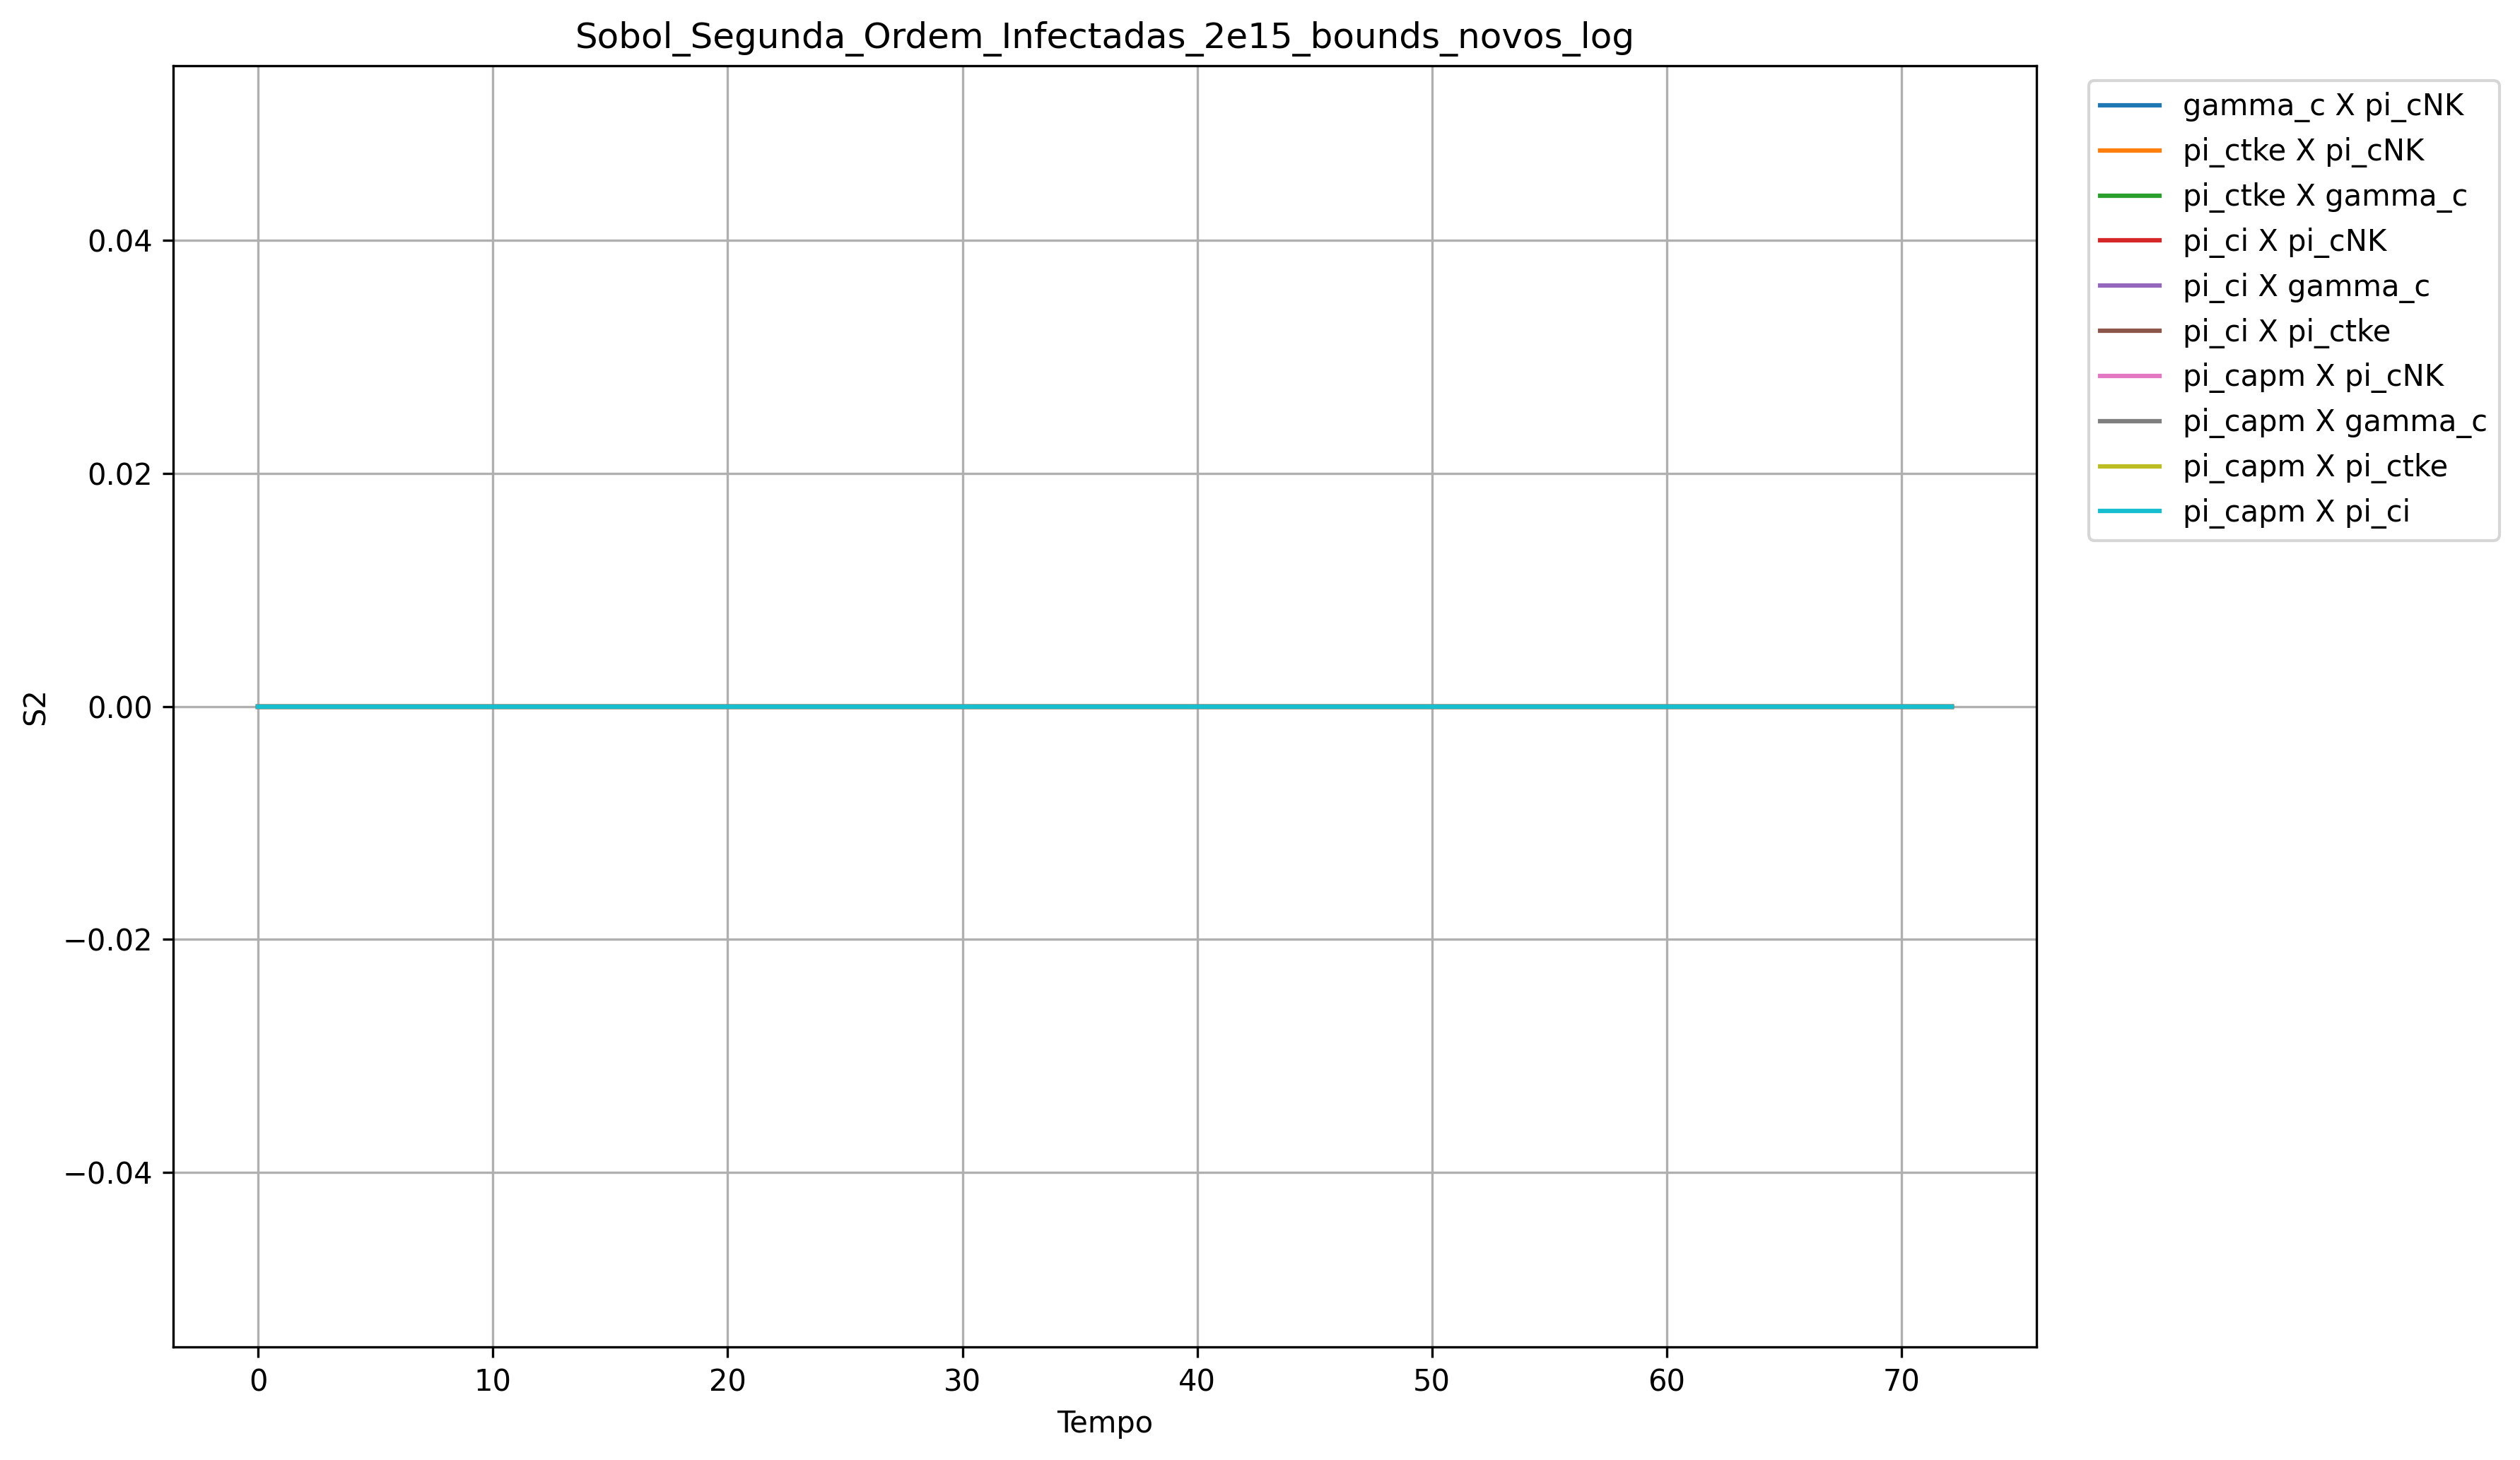 Sobol_Segunda_Ordem_Infectadas_2e15_bounds_novos_log
gamma_c X pi_cNK
pi_ctke X pi_cNK
pi_ctke X gamma_c
pi_ci X pi_cNK
pi_ci X gamma_c
pi_ci X pi_ctke
pi_capm X pi_cNK
pi_capm X gamma_c
pi_capm X pi_ctke
pi_capm X pi_ci
S2
0.04
0.02
0.00
−0.02
−0.04
0 10 20 30 40 50 60 70
Tempo